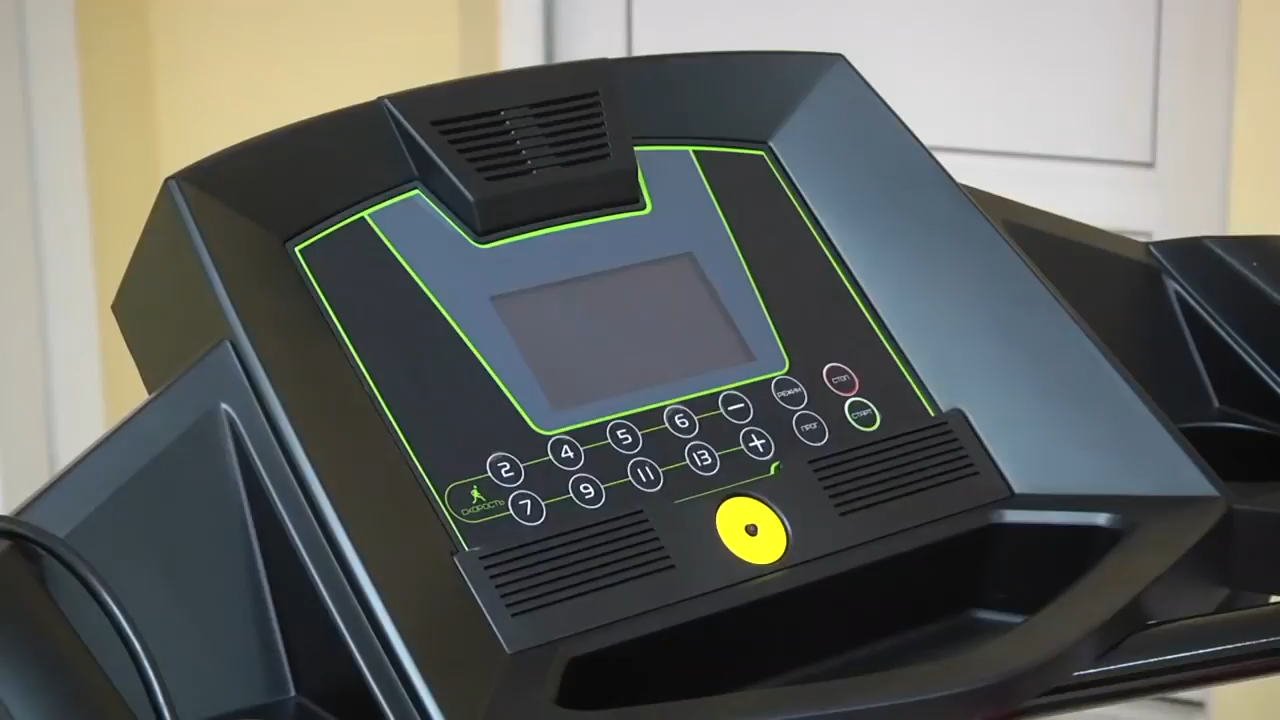 2 4 5 6 −
7 9 11 13 +
СКОРОСТЬ
РЕЖИМ
СТОП
ПРОГ
СТАРТ